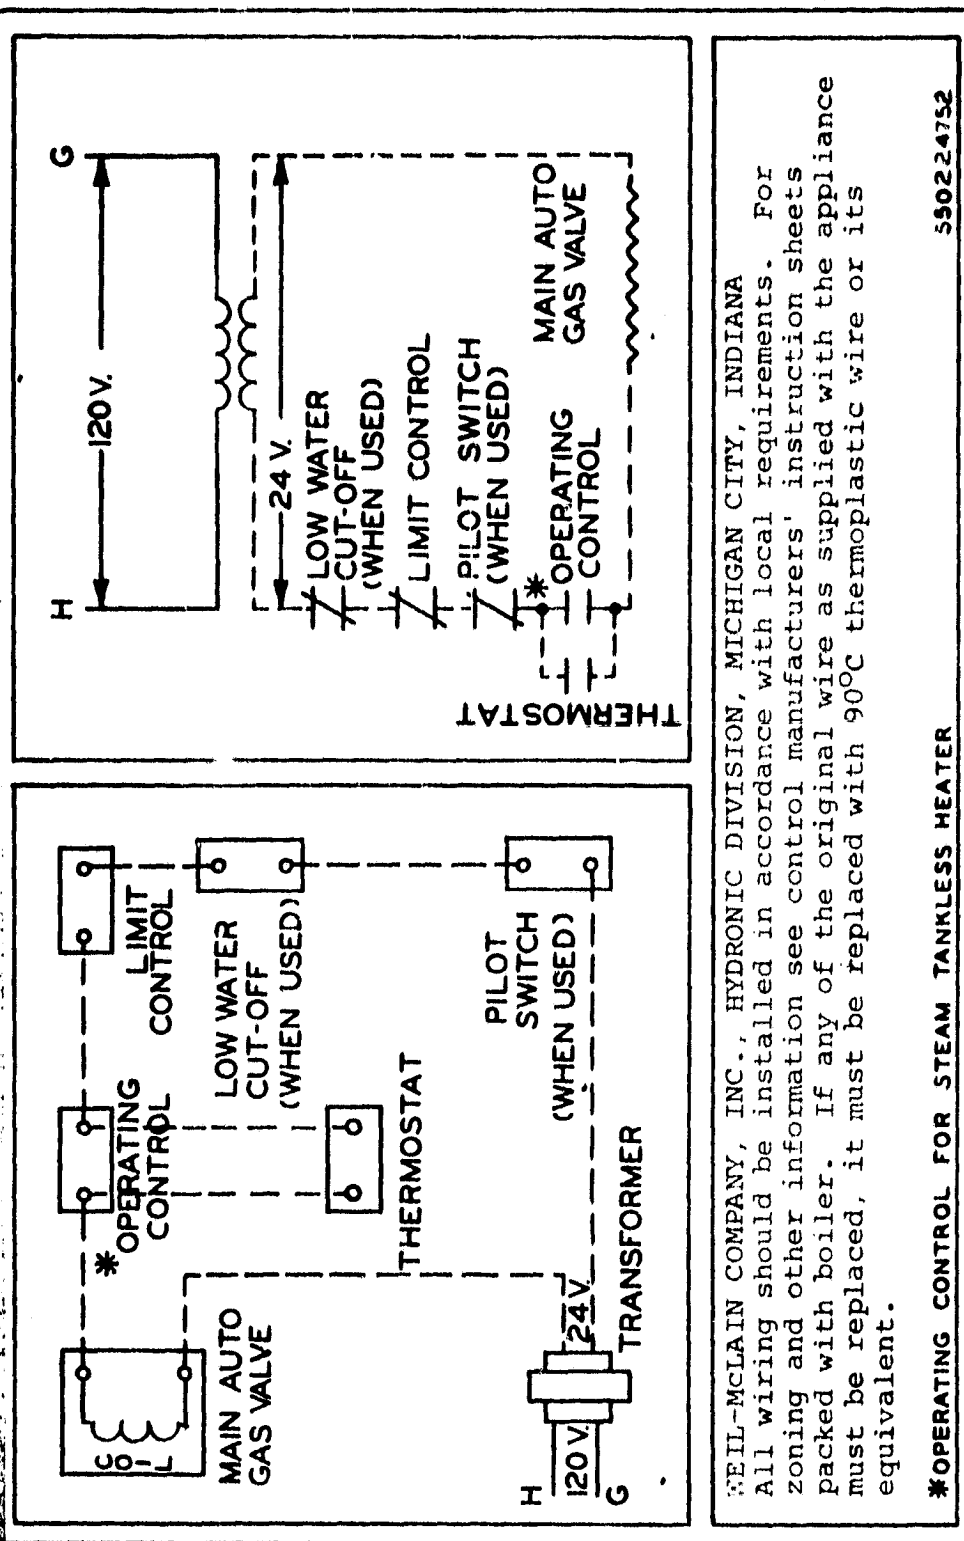 COIL
MAIN AUTO
GAS VALVE
*OPERATING
CONTROL
LIMIT
CONTROL
LOW WATER
CUT-OFF
(WHEN USED)
THERMOSTAT
PILOT
SWITCH
(WHEN USED)
H
120 V.
G
24 V.
TRANSFORMER
H
120 V.
G
24 V.
LOW WATER
CUT-OFF
(WHEN USED)
LIMIT CONTROL
PILOT SWITCH
(WHEN USED)
*
OPERATING
CONTROL
THERMOSTAT
MAIN AUTO
GAS VALVE
WEIL-McLAIN COMPANY, INC., HYDRONIC DIVISION, MICHIGAN CITY, INDIANA
All wiring should be installed in accordance with local requirements. For
zoning and other information see control manufacturers' instruction sheets
packed with boiler. If any of the original wire as supplied with the appliance
must be replaced, it must be replaced with 90°C thermoplastic wire or its
equivalent.
*OPERATING CONTROL FOR STEAM TANKLESS HEATER 550224752